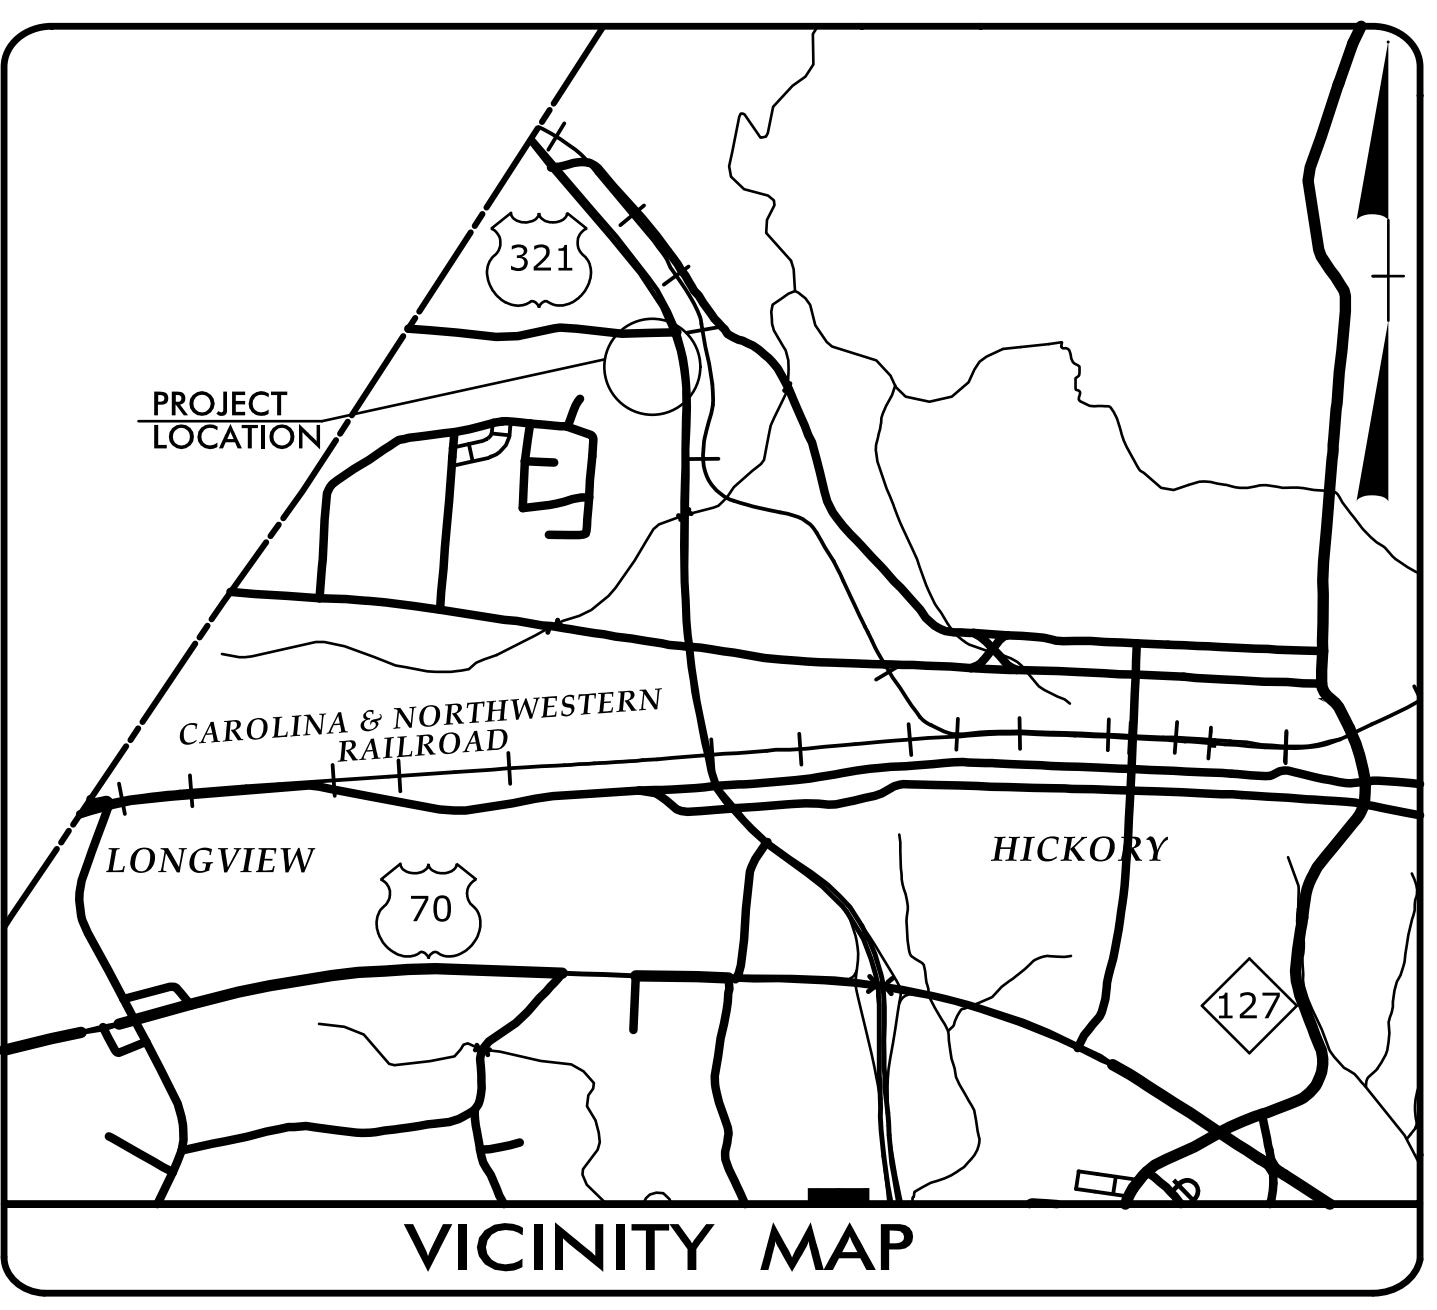 321
PROJECT
LOCATION
CAROLINA & NORTHWESTERN
RAILROAD
LONGVIEW
HICKORY
70
127
VICINITY MAP